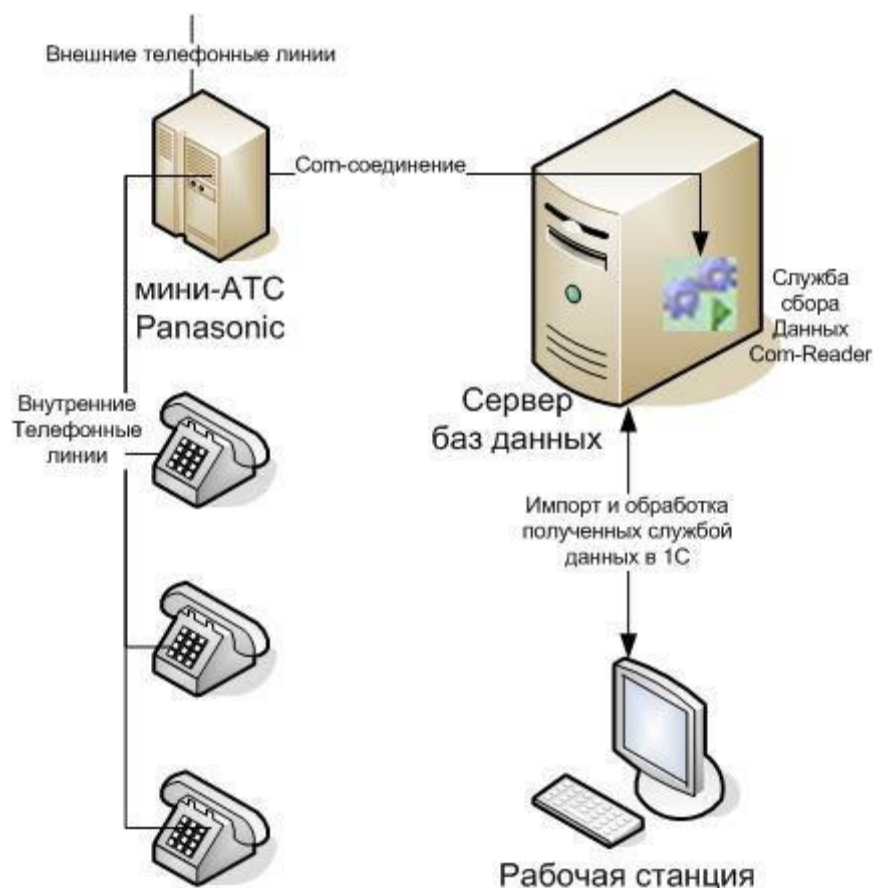 Внешние телефонные линии
Com-соединение
мини-АТС
Panasonic
Служба
сбора
Данных
Com-Reader
Внутренние
Телефонные
линии
Сервер
баз данных
Импорт и обработка
полученных службой
данных в 1С
Рабочая станция